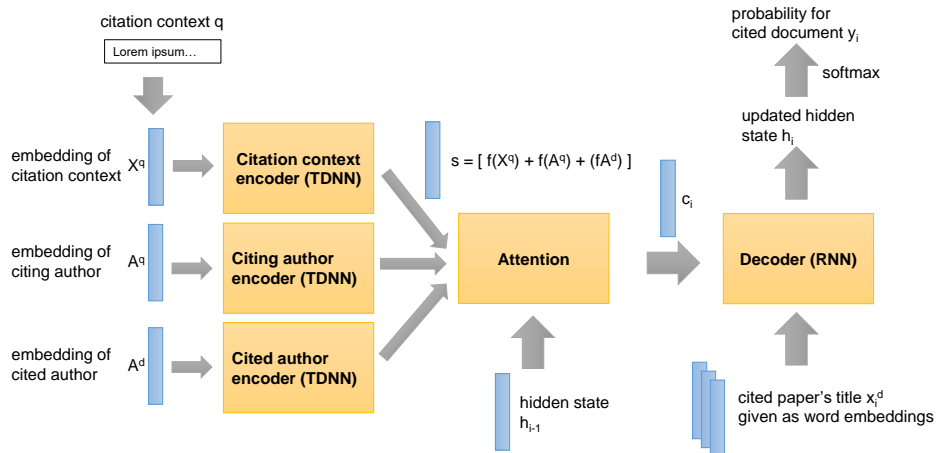 citation context q
Lorem ipsum...
embedding of
citation context
X^q
Citation context
encoder (TDNN)
s = [ f(X^q) + f(A^q) + (fA^d) ]
embedding of
citing author
A^q
Citing author
encoder (TDNN)
embedding of
cited author
A^d
Cited author
encoder (TDNN)
Attention
hidden state
h_{i-1}
c_i
Decoder (RNN)
probability for
cited document y_i
softmax
updated hidden
state h_i
cited paper's title x_i^d
given as word embeddings